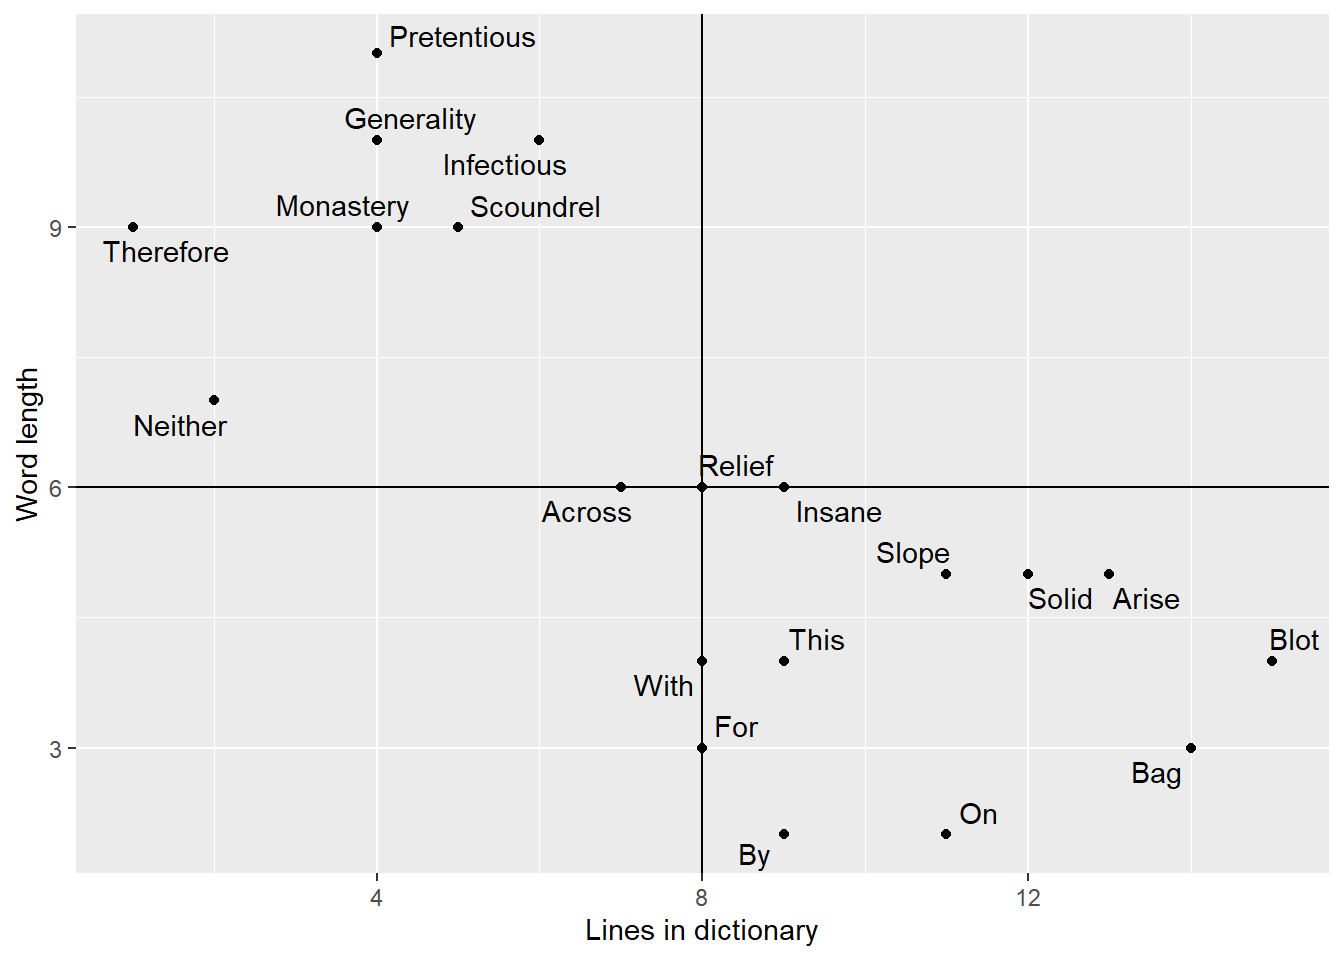 Pretentious
Generality
Infectious
Monastery
Scoundrel
9
Therefore
Neither
Relief
6
Across
Insane
Slope
Solid
Arise
This
Blot
With
For
3
Bag
On
By
4
8
12
Lines in dictionary
Word length